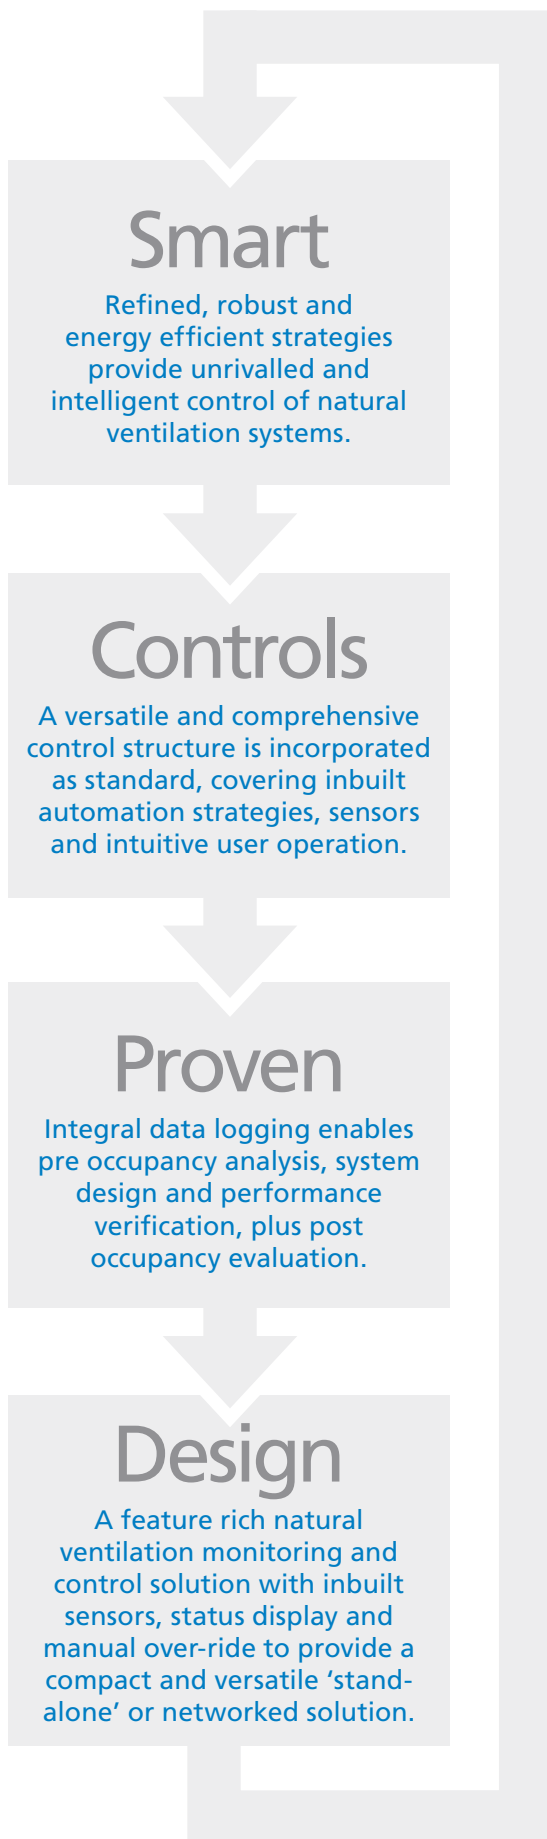 Smart
Refined, robust and
energy efficient strategies
provide unrivalled and
intelligent control of natural
ventilation systems.
Controls
A versatile and comprehensive
control structure is incorporated
as standard, covering inbuilt
automation strategies, sensors
and intuitive user operation.
Proven
Integral data logging enables
pre occupancy analysis, system
design and performance
verification, plus post
occupancy evaluation.
Design
A feature rich natural
ventilation monitoring and
control solution with inbuilt
sensors, status display and
manual over-ride to provide a
compact and versatile ‘stand-
alone’ or networked solution.